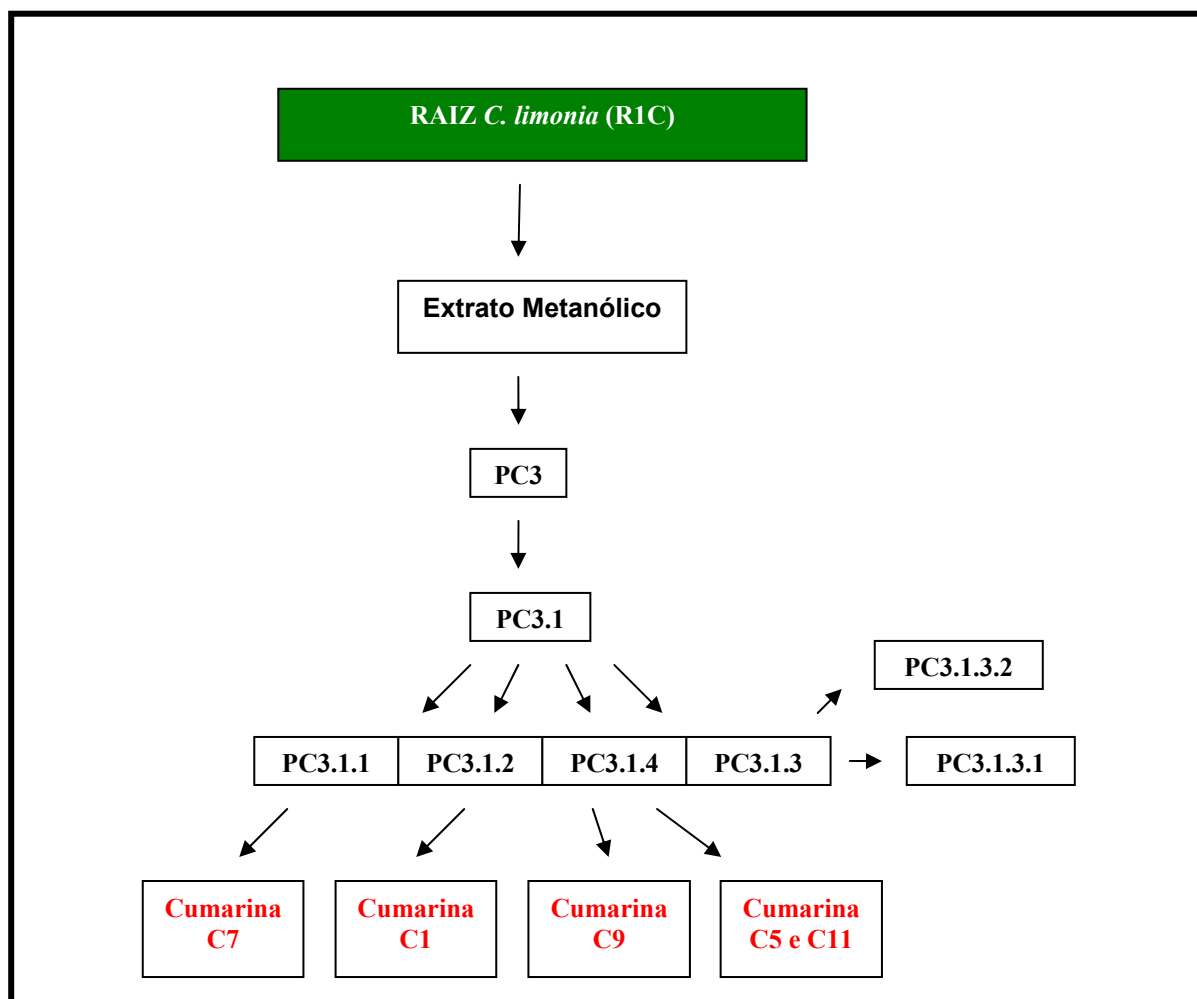 RAIZ C. limonia (R1C)
Extrato Metanólico
PC3
PC3.1
PC3.1.3.2
PC3.1.1 PC3.1.2 PC3.1.4 PC3.1.3 PC3.1.3.1
Cumarina
C7
Cumarina
C1
Cumarina
C9
Cumarina
C5 e C11